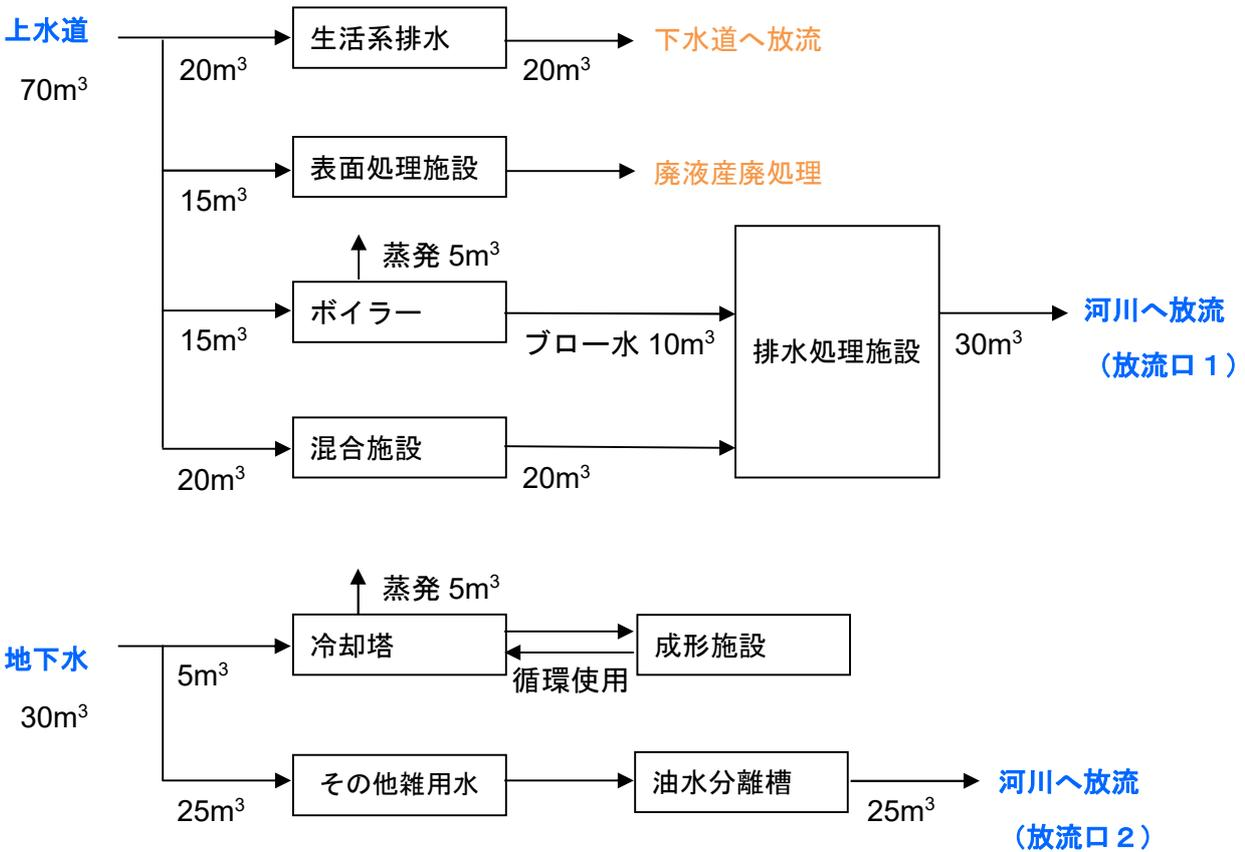 上水道
70m³
20m³
生活系排水
20m³
下水道へ放流
15m³
表面処理施設
廃液産廃処理
蒸発 5m³
15m³
ボイラー
ブロー水 10m³
排水処理施設
30m³
河川へ放流
（放流口１）
20m³
混合施設
20m³
地下水
30m³
蒸発 5m³
5m³
冷却塔
循環使用
成形施設
25m³
その他雑用水
油水分離槽
25m³
河川へ放流
（放流口２）